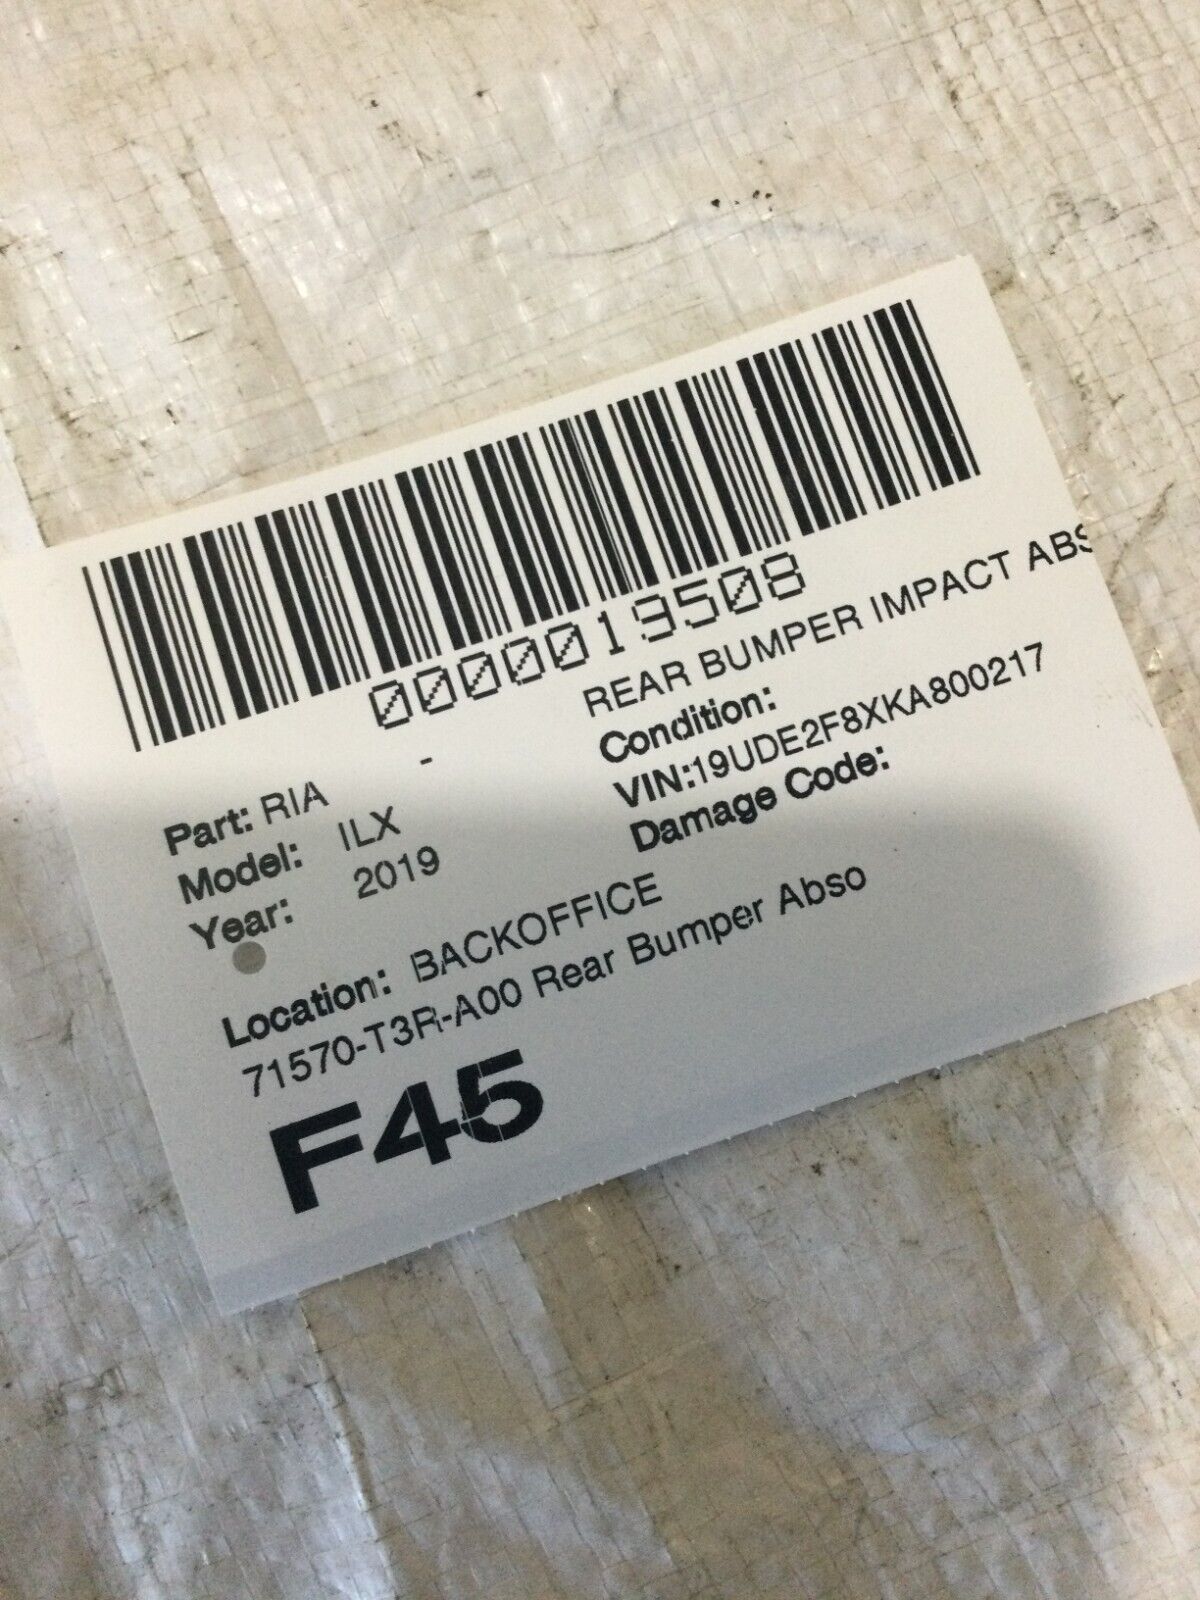 0000019508
REAR BUMPER IMPACT ABS
Part: RIA -
Condition:
Model: ILX
VIN:19UDE2F8XKA800217
Year: 2019
Damage Code:
Location: BACKOFFICE
71570-T3R-A00 Rear Bumper Abso
F45